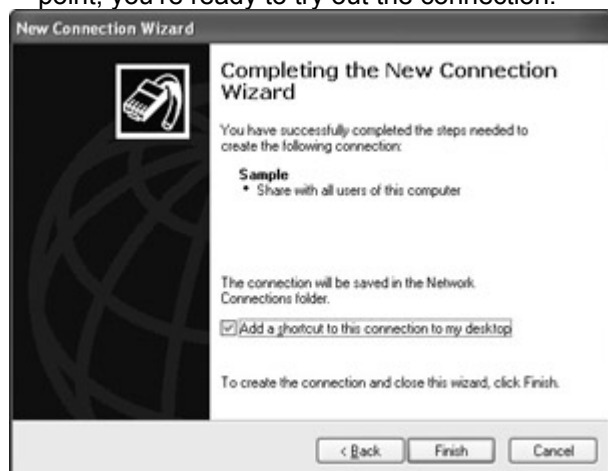 point, you're ready to try out the connection.
New Connection Wizard
Completing the New Connection
Wizard
You have successfully completed the steps needed to
create the following connection:
Sample
• Share with all users of this computer
The connection will be saved in the Network
Connections folder.
Add a shortcut to this connection to my desktop
To create the connection and close this wizard, click Finish.
< Back
Finish
Cancel